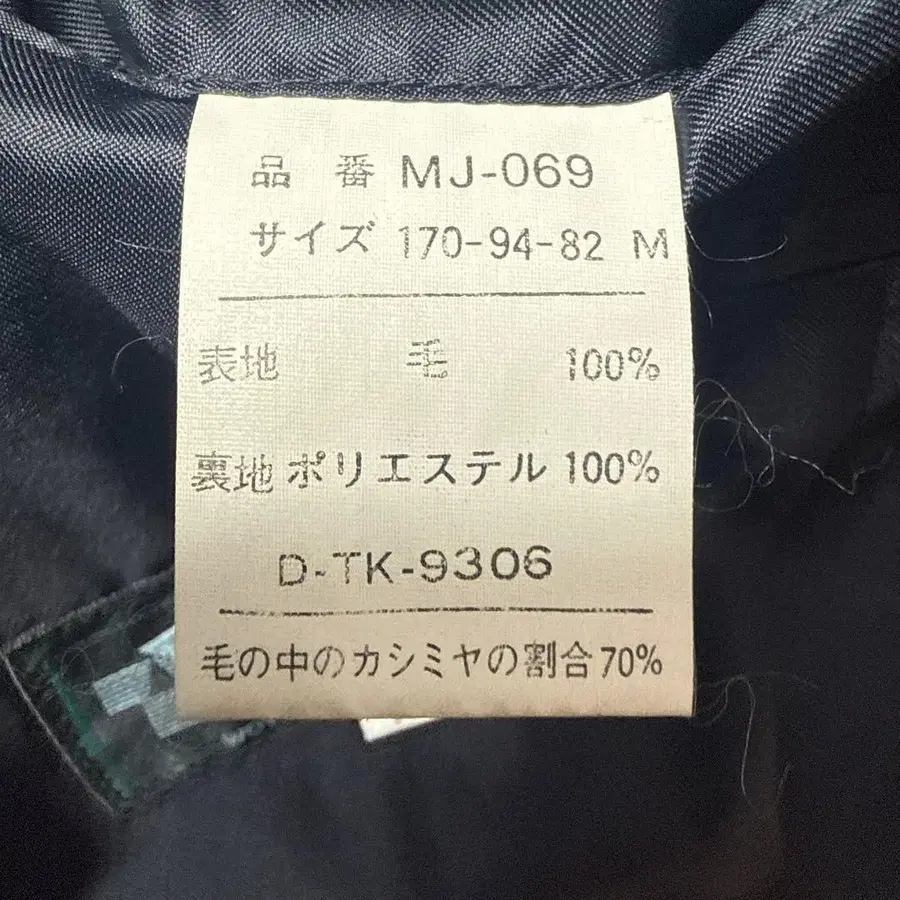 品 番 MJ-069
サイズ 170-94-82 M
表地 毛 100%
裏地 ポリエステル 100%
D-TK-9306
毛の中のカシミヤの割合70%